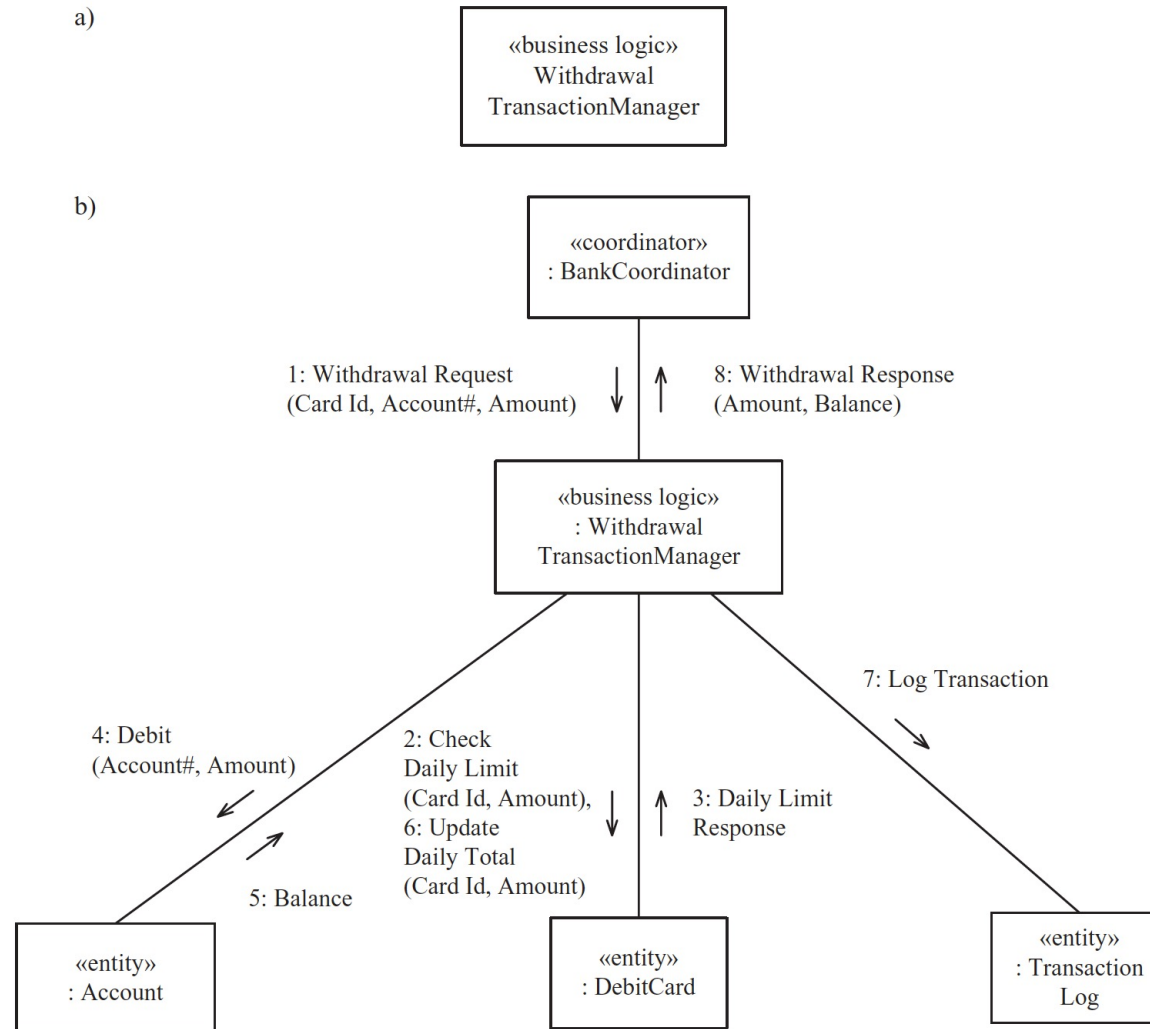 a)
«business logic»
Withdrawal
TransactionManager
b)
«coordinator»
: BankCoordinator
1: Withdrawal Request
(Card Id, Account#, Amount)
8: Withdrawal Response
(Amount, Balance)
«business logic»
: Withdrawal
TransactionManager
7: Log Transaction
4: Debit
(Account#, Amount)
2: Check
Daily Limit
(Card Id, Amount),
6: Update
Daily Total
(Card Id, Amount)
3: Daily Limit
Response
5: Balance
«entity»
: Account
«entity»
: DebitCard
«entity»
: Transaction
Log